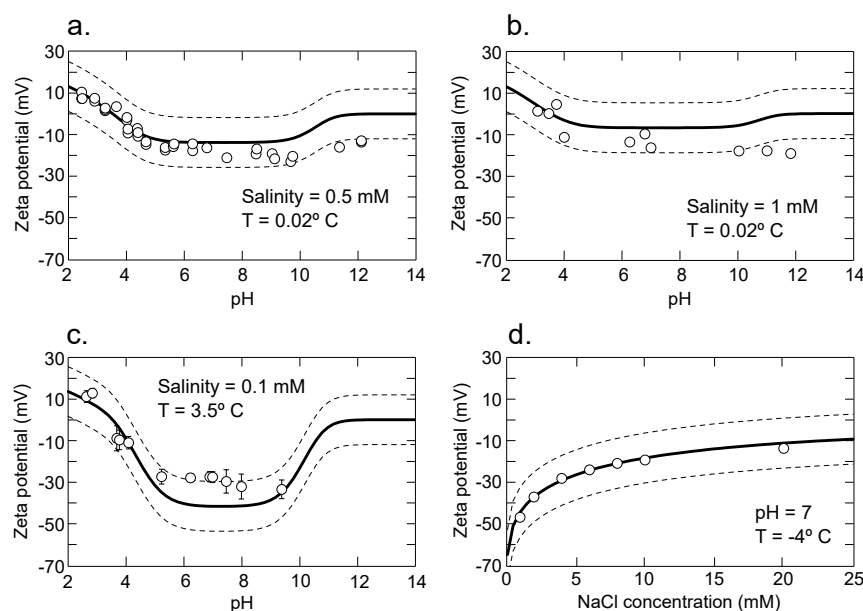 a.
30
10
-10
-30
-50
-70
Zeta potential (mV)
Salinity = 0.5 mM
T = 0.02º C
2 4 6 8 10 12 14
pH
b.
30
10
-10
-30
-50
-70
Zeta potential (mV)
Salinity = 1 mM
T = 0.02º C
2 4 6 8 10 12 14
pH
c.
30
10
-10
-30
-50
-70
Zeta potential (mV)
Salinity = 0.1 mM
T = 3.5º C
2 4 6 8 10 12 14
pH
d.
30
10
-10
-30
-50
-70
Zeta potential (mV)
pH = 7
T = -4º C
0 5 10 15 20 25
NaCl concentration (mM)